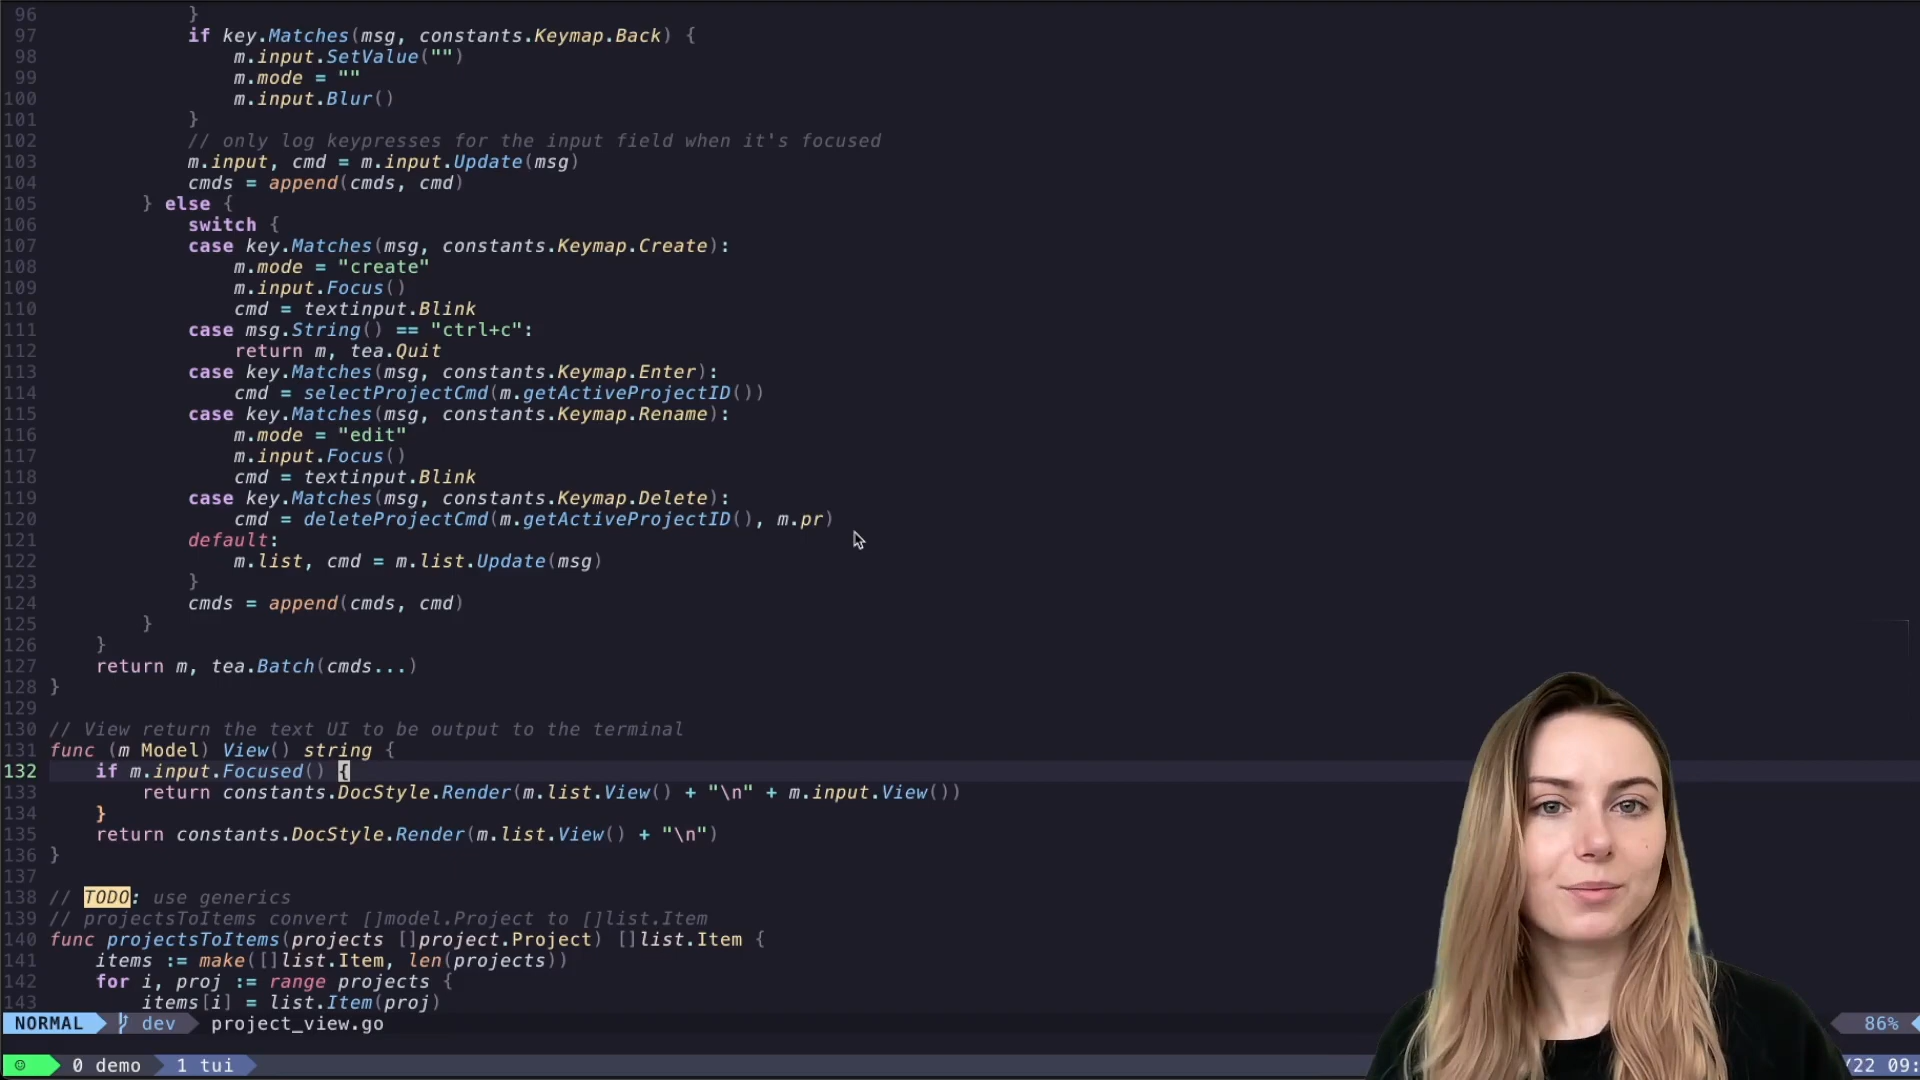 96 }
97 if key.Matches(msg, constants.Keymap.Back) {
98 m.input.SetValue("")
99 m.mode = ""
100 m.input.Blur()
101 }
102 // only log keypresses for the input field when it's focused
103 m.input, cmd = m.input.Update(msg)
104 cmds = append(cmds, cmd)
105 } else {
106 switch {
107 case key.Matches(msg, constants.Keymap.Create):
108 m.mode = "create"
109 m.input.Focus()
110 cmd = textinput.Blink
111 case msg.String() == "ctrl+c":
112 return m, tea.Quit
113 case key.Matches(msg, constants.Keymap.Enter):
114 cmd = selectProjectCmd(m.getActiveProjectID())
115 case key.Matches(msg, constants.Keymap.Rename):
116 m.mode = "edit"
117 m.input.Focus()
118 cmd = textinput.Blink
119 case key.Matches(msg, constants.Keymap.Delete):
120 cmd = deleteProjectCmd(m.getActiveProjectID(), m.pr)
121 default:
122 m.list, cmd = m.list.Update(msg)
123 }
124 cmds = append(cmds, cmd)
125 }
126 }
127 return m, tea.Batch(cmds...)
128 }
129
130 // View return the text UI to be output to the terminal
131 func (m Model) View() string {
132 if m.input.Focused() {
133 return constants.DocStyle.Render(m.list.View() + "\n" + m.input.View())
134 }
135 return constants.DocStyle.Render(m.list.View() + "\n")
136 }
137
138 // TODO: use generics
139 // projectsToItems convert []model.Project to []list.Item
140 func projectsToItems(projects []project.Project) []list.Item {
141 items := make([]list.Item, len(projects))
142 for i, proj := range projects {
143 items[i] = list.Item(proj)
NORMAL dev project_view.go 86%
0 demo 1 tui /22 09: